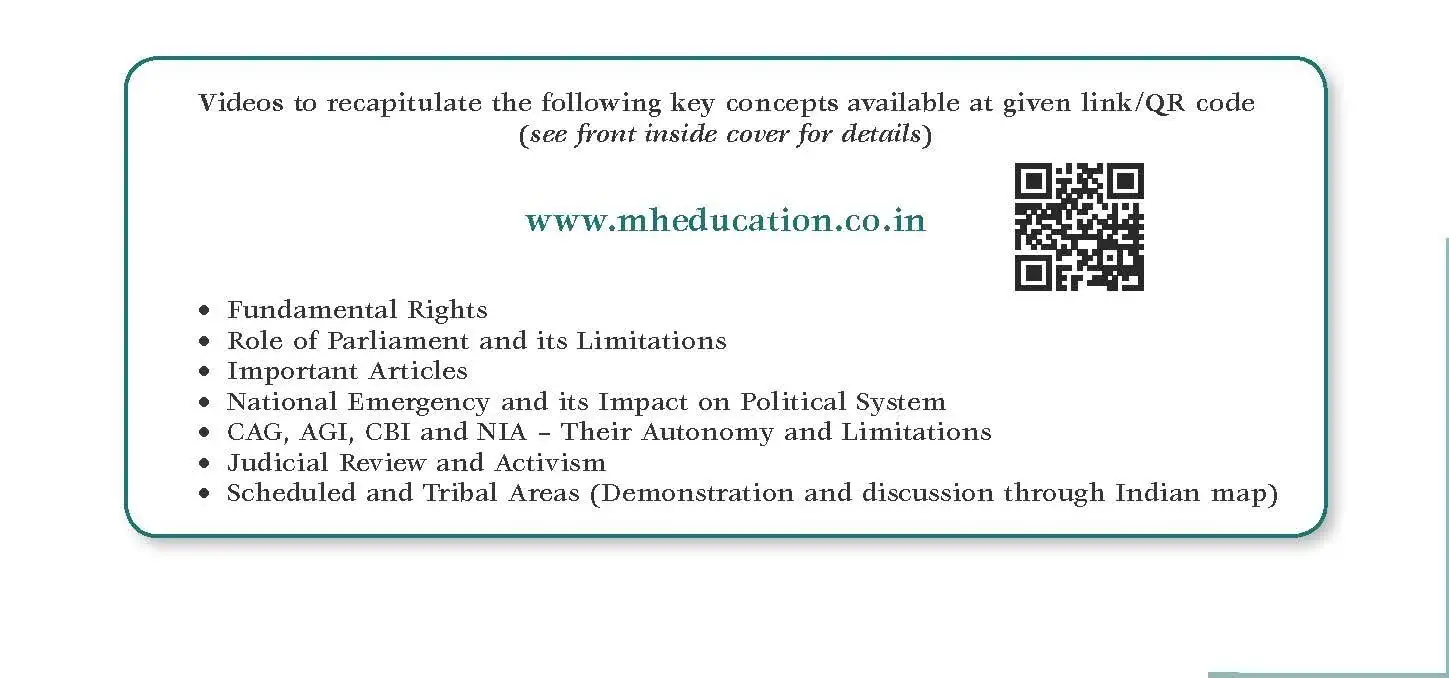 Videos to recapitulate the following key concepts available at given link/QR code
(see front inside cover for details)
www.mheducation.co.in
• Fundamental Rights
• Role of Parliament and its Limitations
• Important Articles
• National Emergency and its Impact on Political System
• CAG, AGI, CBI and NIA – Their Autonomy and Limitations
• Judicial Review and Activism
• Scheduled and Tribal Areas (Demonstration and discussion through Indian map)